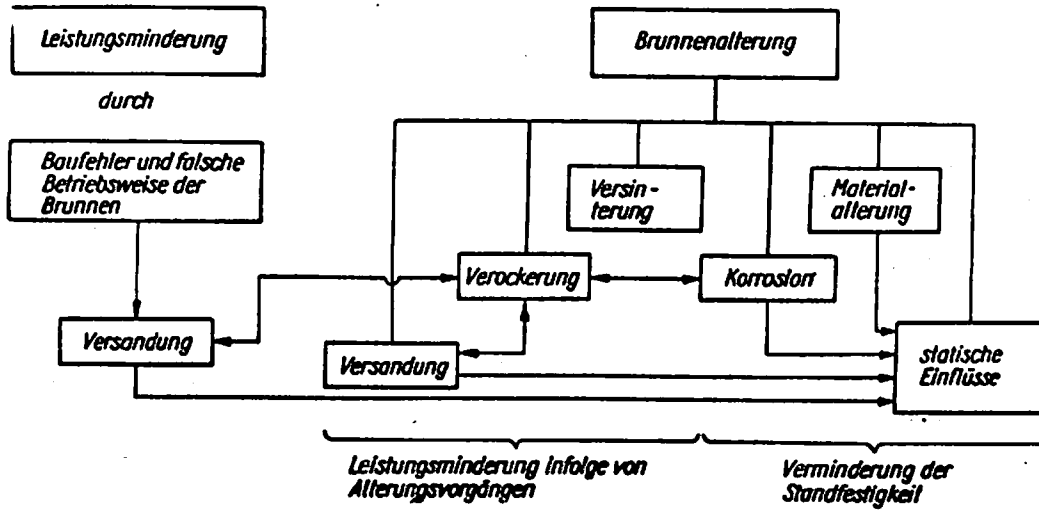 Leistungsminderung
durch
Baufehler und falsche
Betriebsweise der
Brunnen
Versandung
Brunnenalterung
Versin-
terung
Material-
alterung
Verockerung
Korrosion
Versandung
statische
Einflüsse
Leistungsminderung infolge von
Alterungsvorgängen
Verminderung der
Standfestigkeit